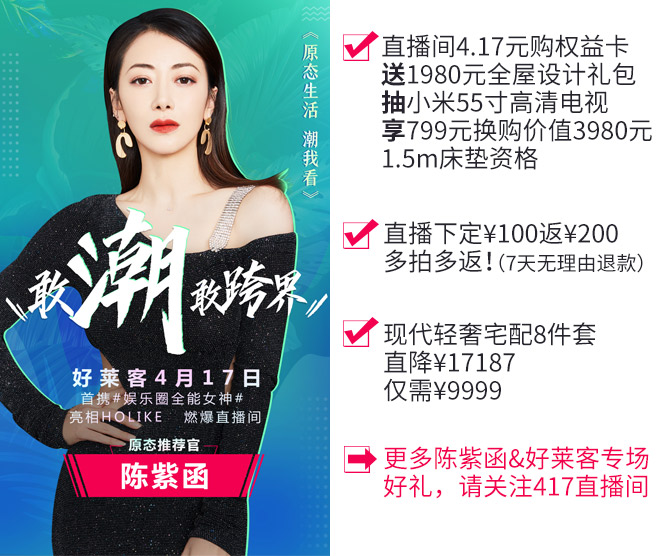 《原态生活 潮我看》
敢潮敢跨界
好莱客4月17日
首携#娱乐圈全能女神#
亮相HOLIKE 燃爆直播间
原态推荐官
陈紫函
直播间4.17元购权益卡
送1980元全屋设计礼包
抽小米55寸高清电视
享799元换购价值3980元
1.5m床垫资格
直播下定¥100返¥200
多拍多返!(7天无理由退款)
现代轻奢宅配8件套
直降¥17187
仅需¥9999
更多陈紫函&好莱客专场
好礼，请关注417直播间